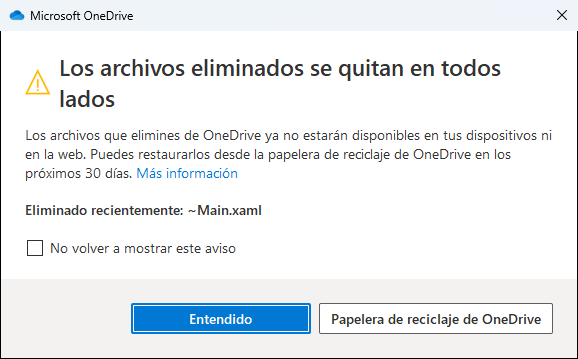 Microsoft OneDrive
Los archivos eliminados se quitan en todos
lados
Los archivos que elimines de OneDrive ya no estarán disponibles en tus dispositivos ni
en la web. Puedes restaurarlos desde la papelera de reciclaje de OneDrive en los
próximos 30 días. Más información
Eliminado recientemente: ~Main.xaml
No volver a mostrar este aviso
Entendido
Papelera de reciclaje de OneDrive